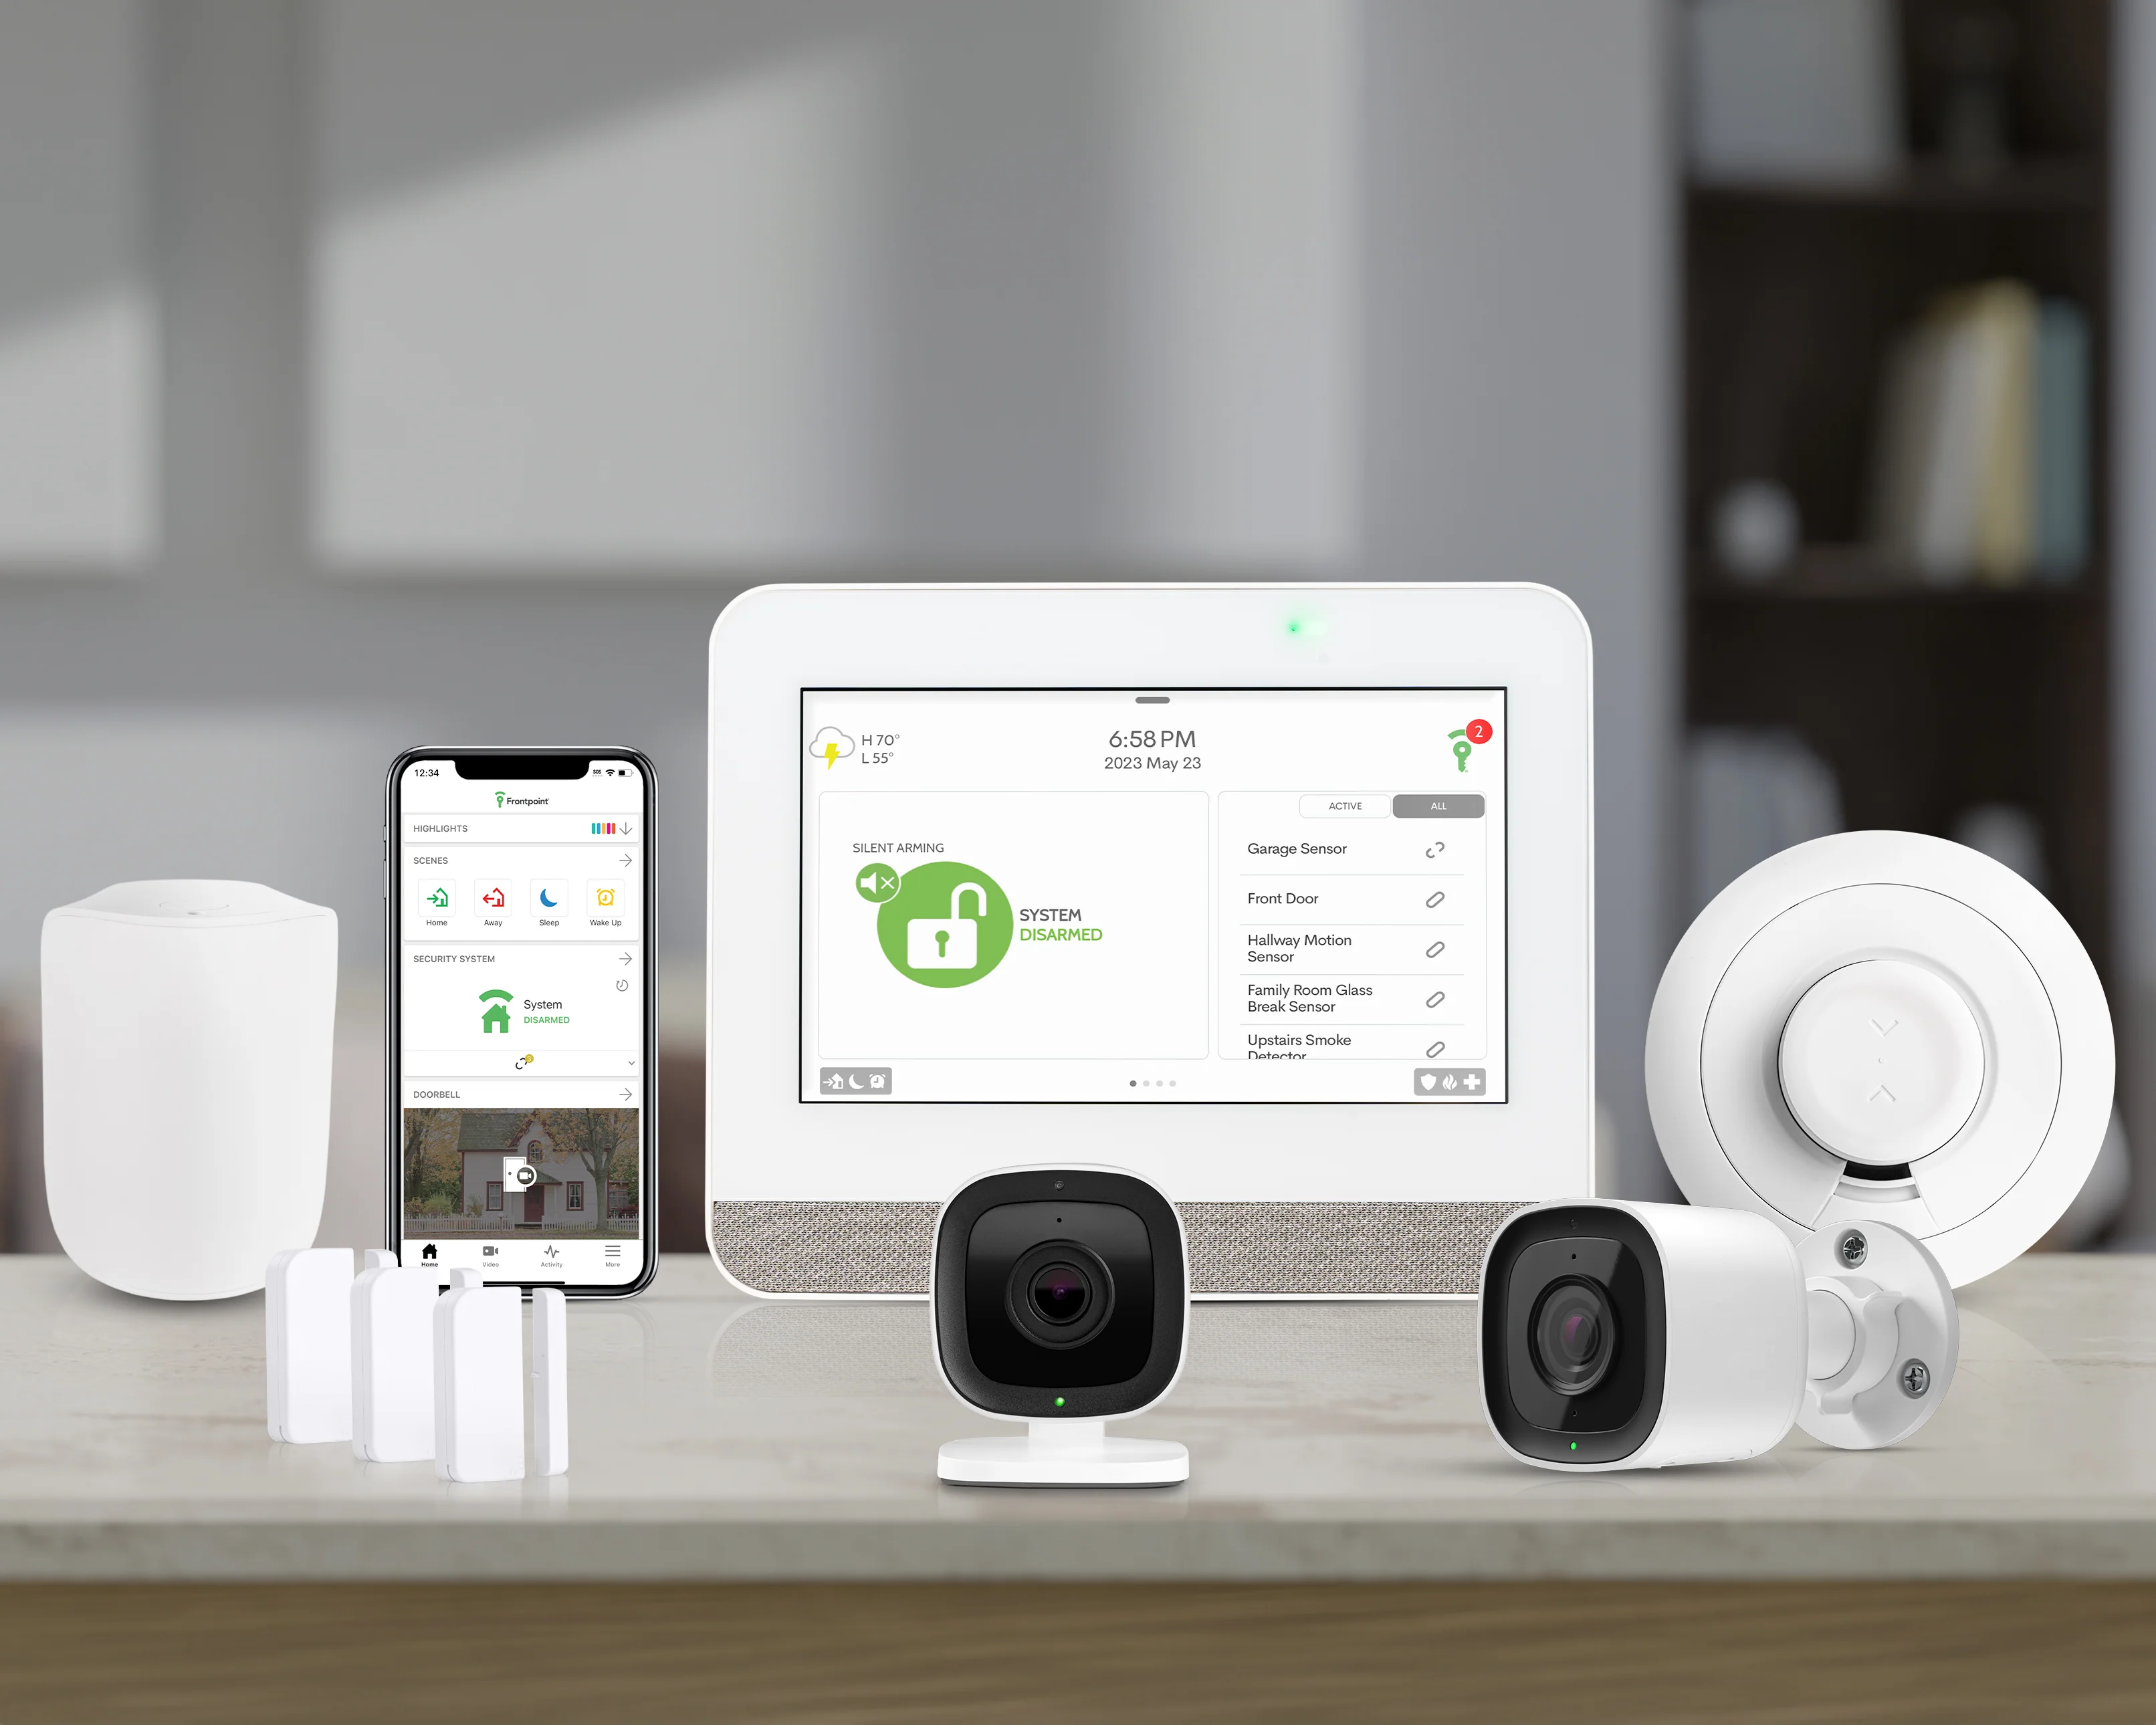 12:34
SOS
Frontpoint
HIGHLIGHTS
SCENES
Home
Away
Sleep
Wake Up
SECURITY SYSTEM
System
DISARMED
DOORBELL
Home
Video
Activity
More
H 70°
L 55°
6:58 PM
2023 May 23
2
SILENT ARMING
SYSTEM
DISARMED
ACTIVE
ALL
Garage Sensor
Front Door
Hallway Motion
Sensor
Family Room Glass
Break Sensor
Upstairs Smoke
Detector